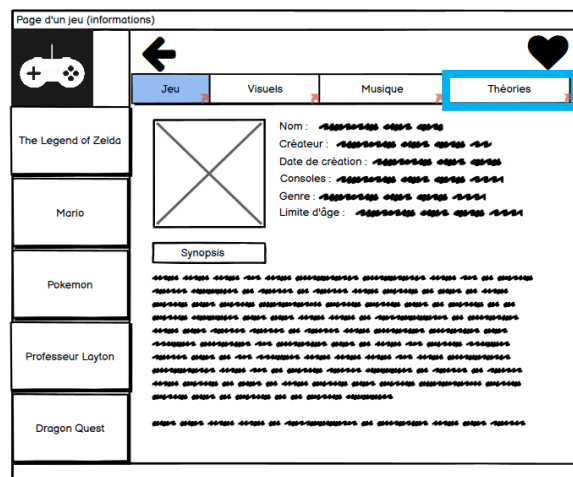 Page d'un jeu (informations)
Jeu
Visuels
Musique
Théories
The Legend of Zelda
Mario
Pokemon
Professeur Layton
Dragon Quest
Nom :
Créateur :
Date de création :
Consoles :
Genre :
Limite d'âge :
Synopsis